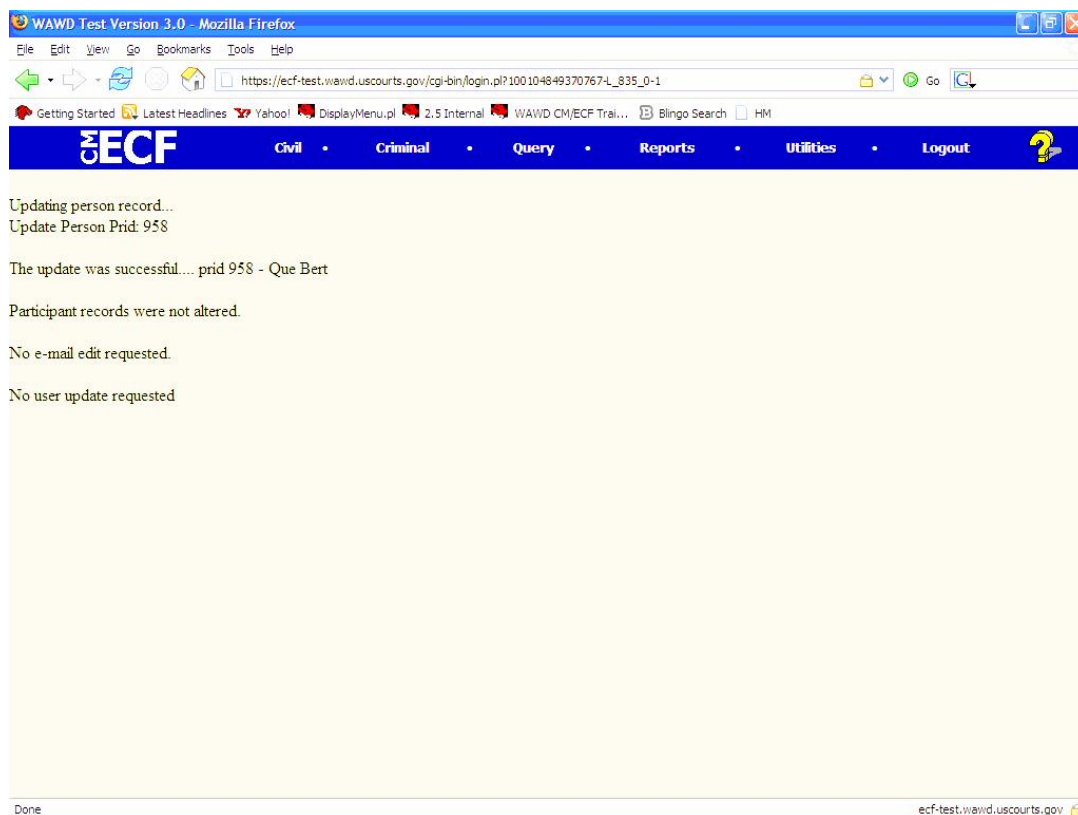 WAWD Test Version 3.0 - Mozilla Firefox
File Edit View Go Bookmarks Tools Help
https://ecf-test.wawd.uscourts.gov/cgi-bin/login.pl?100104849370767-L_835_0-1 Go G
Getting Started Latest Headlines Yahoo! DisplayMenu.pl 2.5 Internal WAWD CM/ECF Trai... Blingo Search HM
CM ECF Civil • Criminal • Query • Reports • Utilities • Logout ?
Updating person record...
Update Person Prid: 958
The update was successful.... prid 958 - Que Bert
Participant records were not altered.
No e-mail edit requested.
No user update requested
Done ecf-test.wawd.uscourts.gov